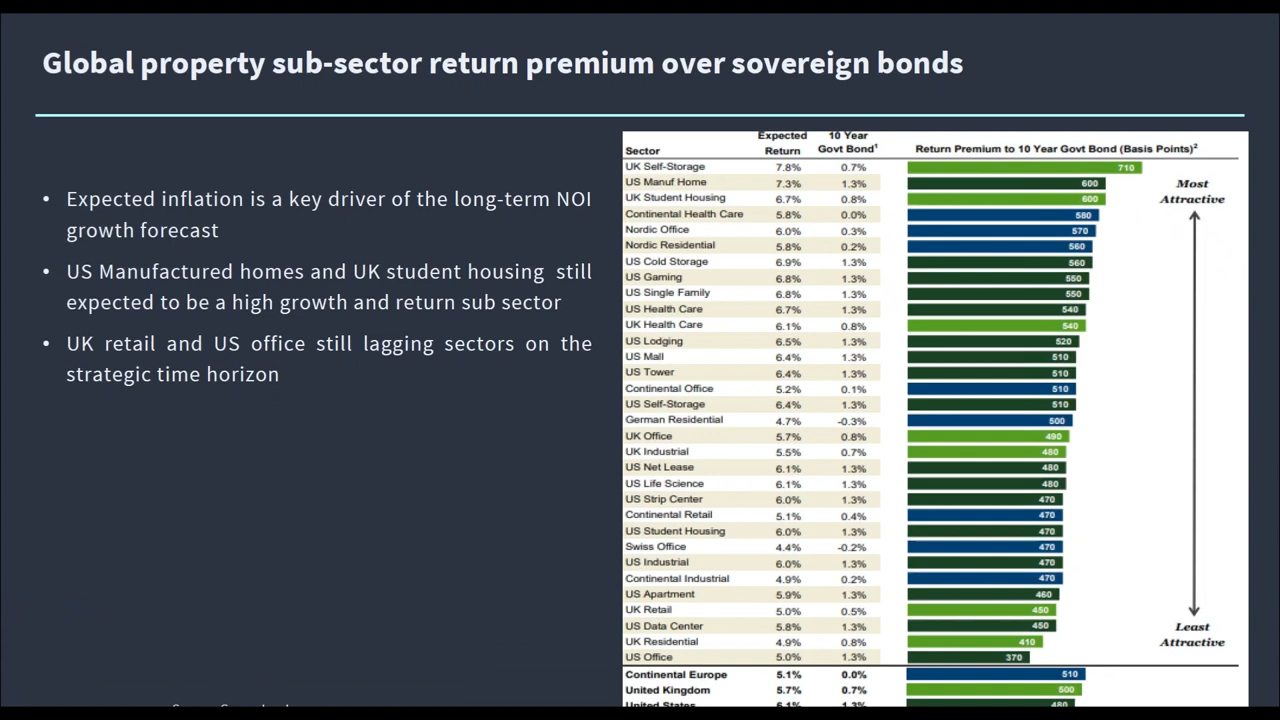 Global property sub-sector return premium over sovereign bonds
• Expected inflation is a key driver of the long-term NOI
growth forecast
• US Manufactured homes and UK student housing still
expected to be a high growth and return sub sector
• UK retail and US office still lagging sectors on the
strategic time horizon
Expected 10 Year
Sector Return Govt Bond¹ Return Premium to 10 Year Govt Bond (Basis Points)²
UK Self-Storage 7.8% 0.7% 710
US Manuf Home 7.3% 1.3% 600
UK Student Housing 6.7% 0.8% 600
Continental Health Care 5.8% 0.0% 580
Nordic Office 6.0% 0.3% 570
Nordic Residential 5.8% 0.2% 560
US Cold Storage 6.9% 1.3% 560
US Gaming 6.8% 1.3% 550
US Single Family 6.8% 1.3% 550
US Health Care 6.7% 1.3% 540
UK Health Care 6.1% 0.8% 540
US Lodging 6.5% 1.3% 520
US Mall 6.4% 1.3% 510
US Tower 6.4% 1.3% 510
Continental Office 5.2% 0.1% 510
US Self-Storage 6.4% 1.3% 510
German Residential 4.7% -0.3% 500
UK Office 5.7% 0.8% 490
UK Industrial 5.5% 0.7% 480
US Net Lease 6.1% 1.3% 480
US Life Science 6.1% 1.3% 480
US Strip Center 6.0% 1.3% 470
Continental Retail 5.1% 0.4% 470
US Student Housing 6.0% 1.3% 470
Swiss Office 4.4% -0.2% 470
US Industrial 6.0% 1.3% 470
Continental Industrial 4.9% 0.2% 470
US Apartment 5.9% 1.3% 460
UK Retail 5.0% 0.5% 450
US Data Center 5.8% 1.3% 450
UK Residential 4.9% 0.8% 410
US Office 5.0% 1.3% 370
Continental Europe 5.1% 0.0% 510
United Kingdom 5.7% 0.7% 500
United States 6.1% 1.3% 480
Most
Attractive
Least
Attractive